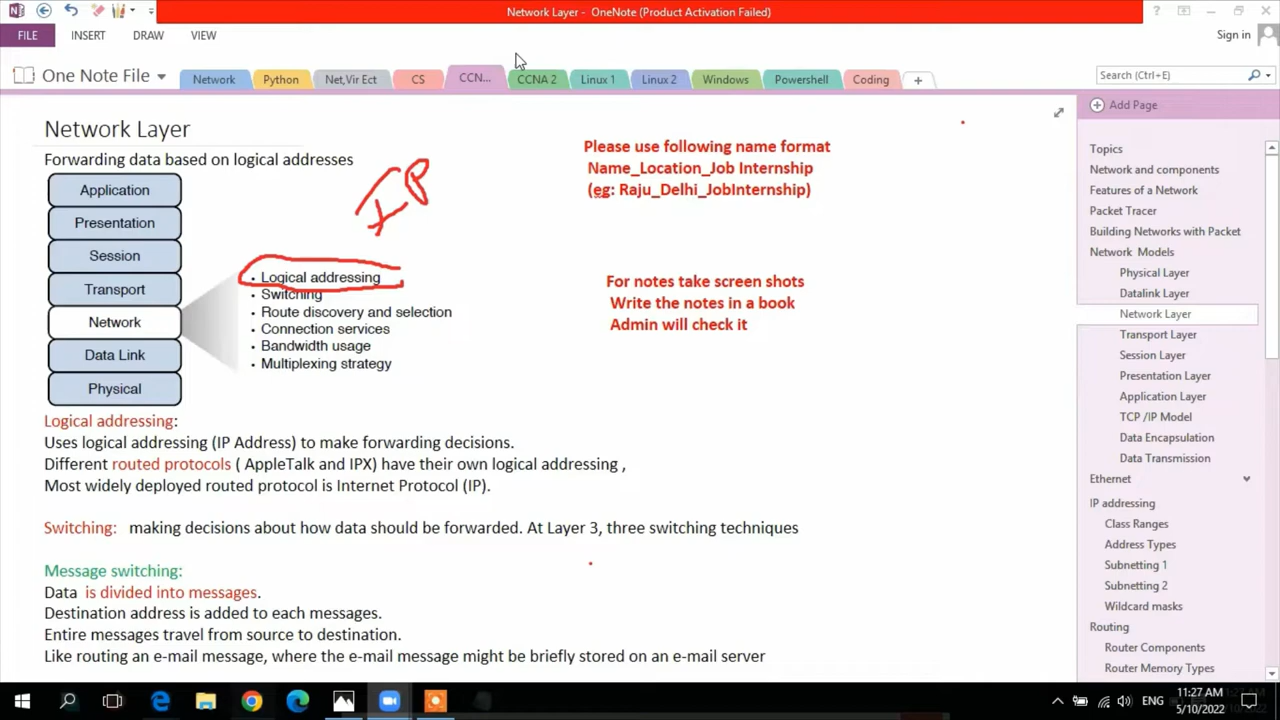 Network Layer - OneNote (Product Activation Failed)
FILE INSERT DRAW VIEW
Sign in
One Note File
Network Python Net,Vir Ect CS CCN... CCNA 2 Linux 1 Linux 2 Windows Powershell Coding
Search (Ctrl+E)
Network Layer
Forwarding data based on logical addresses
Application
Presentation
Session
Transport
Network
Data Link
Physical
IP
• Logical addressing
• Switching
• Route discovery and selection
• Connection services
• Bandwidth usage
• Multiplexing strategy
Please use following name format
Name_Location_Job Internship
(eg: Raju_Delhi_JobInternship)
For notes take screen shots
Write the notes in a book
Admin will check it
Logical addressing:
Uses logical addressing (IP Address) to make forwarding decisions.
Different routed protocols ( AppleTalk and IPX) have their own logical addressing ,
Most widely deployed routed protocol is Internet Protocol (IP).
Switching: making decisions about how data should be forwarded. At Layer 3, three switching techniques
Message switching:
Data is divided into messages.
Destination address is added to each messages.
Entire messages travel from source to destination.
Like routing an e-mail message, where the e-mail message might be briefly stored on an e-mail server
Add Page
Topics
Network and components
Features of a Network
Packet Tracer
Building Networks with Packet
Network Models
Physical Layer
Datalink Layer
Network Layer
Transport Layer
Session Layer
Presentation Layer
Application Layer
TCP /IP Model
Data Encapsulation
Data Transmission
Ethernet
IP addressing
Class Ranges
Address Types
Subnetting 1
Subnetting 2
Wildcard masks
Routing
Router Components
Router Memory Types
ENG
11:27 AM
5/10/2022